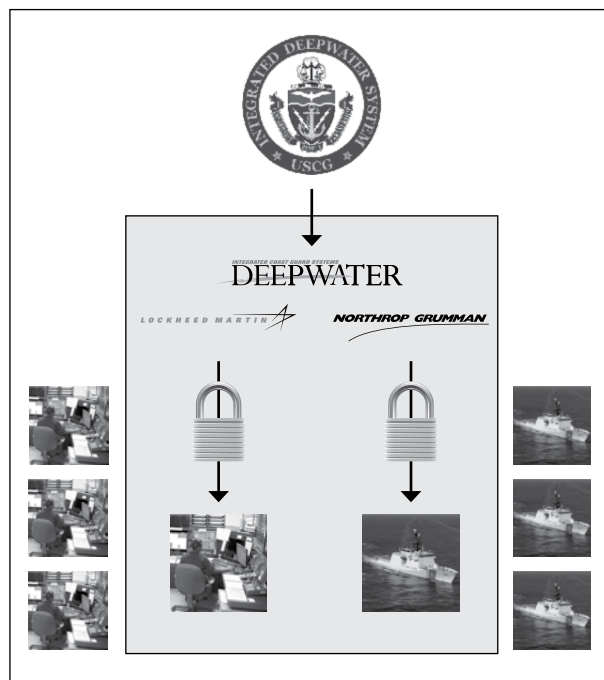 INTEGRATED DEEPWATER SYSTEM
USCG
INTEGRATED COAST GUARD SYSTEMS
DEEPWATER
LOCKHEED MARTIN
NORTHROP GRUMMAN